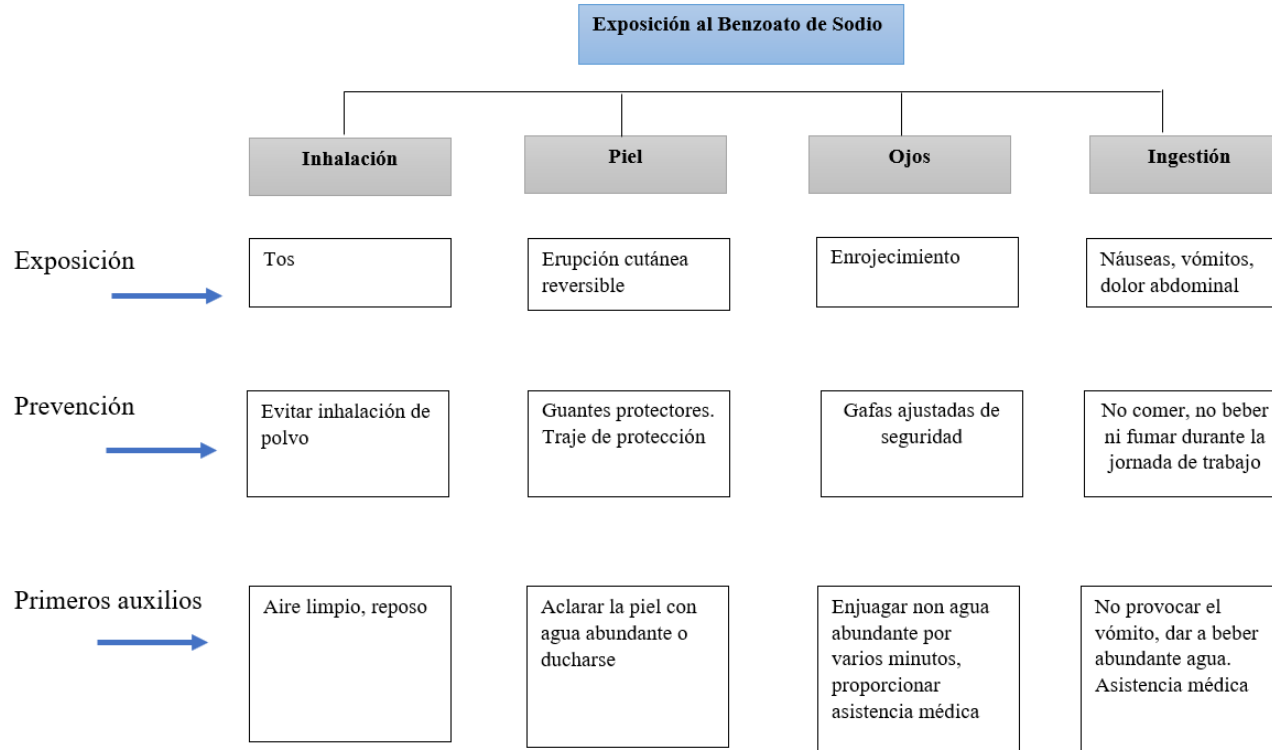 Exposición al Benzoato de Sodio
Inhalación
Piel
Ojos
Ingestión
Exposición
Tos
Erupción cutánea
reversible
Enrojecimiento
Náuseas, vómitos,
dolor abdominal
Prevención
Evitar inhalación de
polvo
Guantes protectores.
Traje de protección
Gafas ajustadas de
seguridad
No comer, no beber
ni fumar durante la
jornada de trabajo
Primeros auxilios
Aire limpio, reposo
Aclarar la piel con
agua abundante o
ducharse
Enjuagar non agua
abundante por
varios minutos,
proporcionar
asistencia médica
No provocar el
vómito, dar a beber
abundante agua.
Asistencia médica